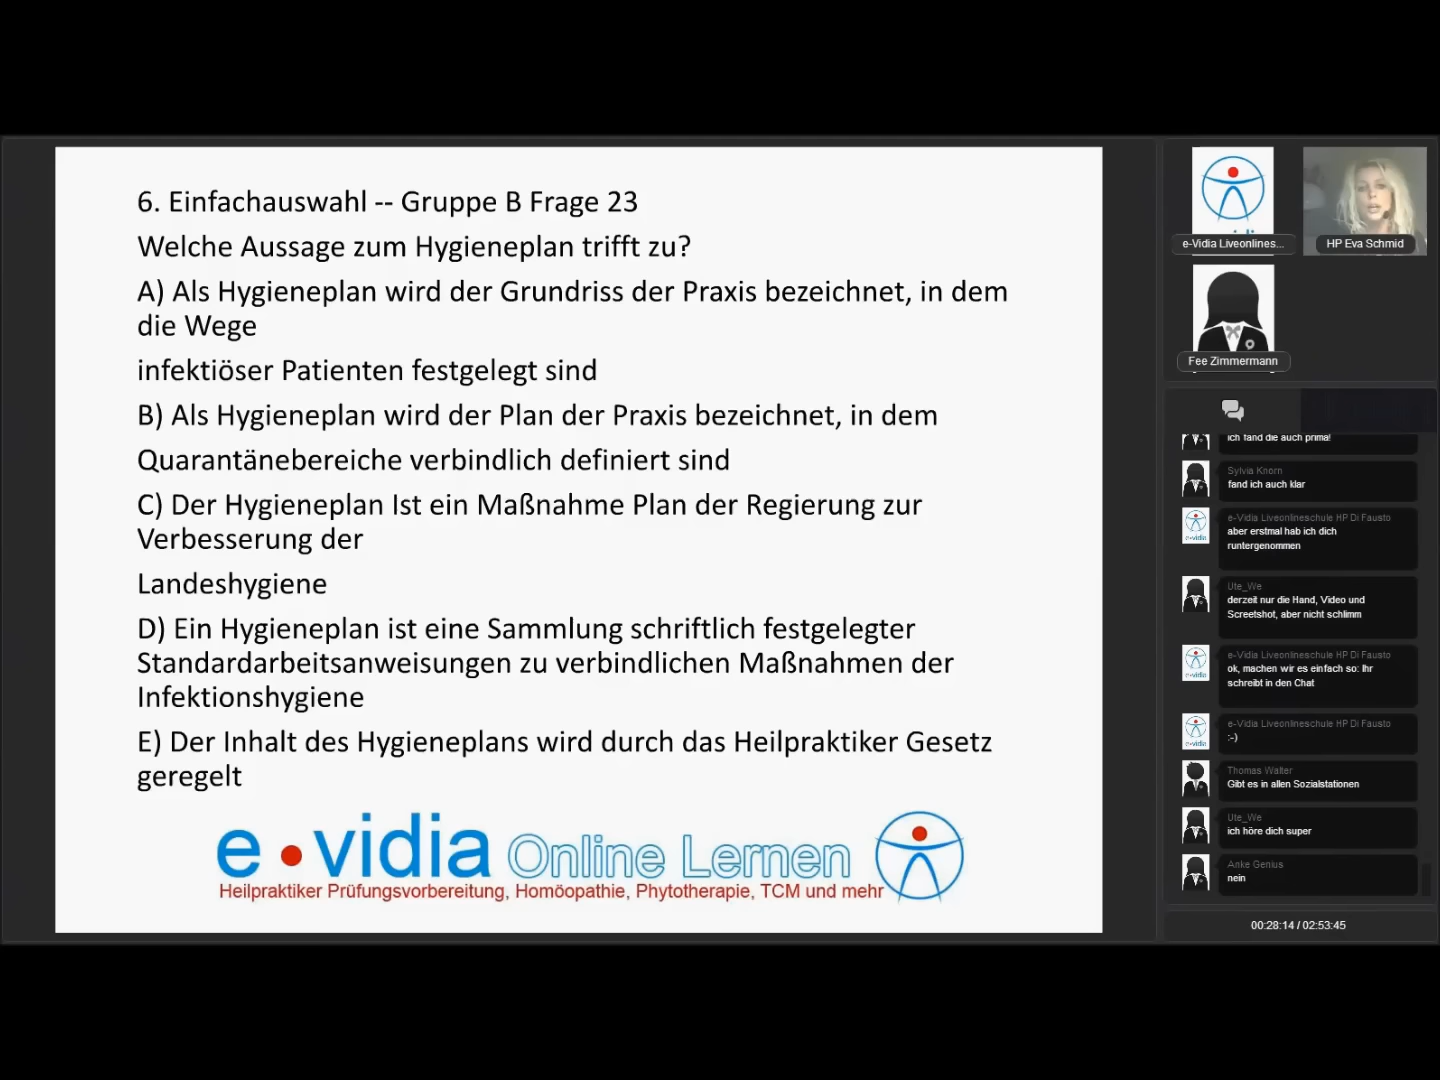 6. Einfachauswahl -- Gruppe B Frage 23
Welche Aussage zum Hygieneplan trifft zu?
A) Als Hygieneplan wird der Grundriss der Praxis bezeichnet, in dem
die Wege
infektiöser Patienten festgelegt sind
B) Als Hygieneplan wird der Plan der Praxis bezeichnet, in dem
Quarantänebereiche verbindlich definiert sind
C) Der Hygieneplan Ist ein Maßnahme Plan der Regierung zur
Verbesserung der
Landeshygiene
D) Ein Hygieneplan ist eine Sammlung schriftlich festgelegter
Standardarbeitsanweisungen zu verbindlichen Maßnahmen der
Infektionshygiene
E) Der Inhalt des Hygieneplans wird durch das Heilpraktiker Gesetz
geregelt
e vidia Online Lernen
Heilpraktiker Prüfungsvorbereitung, Homöopathie, Phytotherapie, TCM und mehr
e-Vidia Liveonlines...
HP Eva Schmid
Fee Zimmermann
ich fand die auch prima!
Sylvia Knorn
fand ich auch klar
e-Vidia Liveonlineschule HP Di Fausto
aber erstmal hab ich dich
runtergenommen
Ute_We
derzeit nur die Hand, Video und
Screetshot, aber nicht schlimm
e-Vidia Liveonlineschule HP Di Fausto
ok, machen wir es einfach so: Ihr
schreibt in den Chat
e-Vidia Liveonlineschule HP Di Fausto
:-)
Thomas Walter
Gibt es in allen Sozialstationen
Ute_We
ich höre dich super
Anke Genius
nein
00:28:14 / 02:53:45